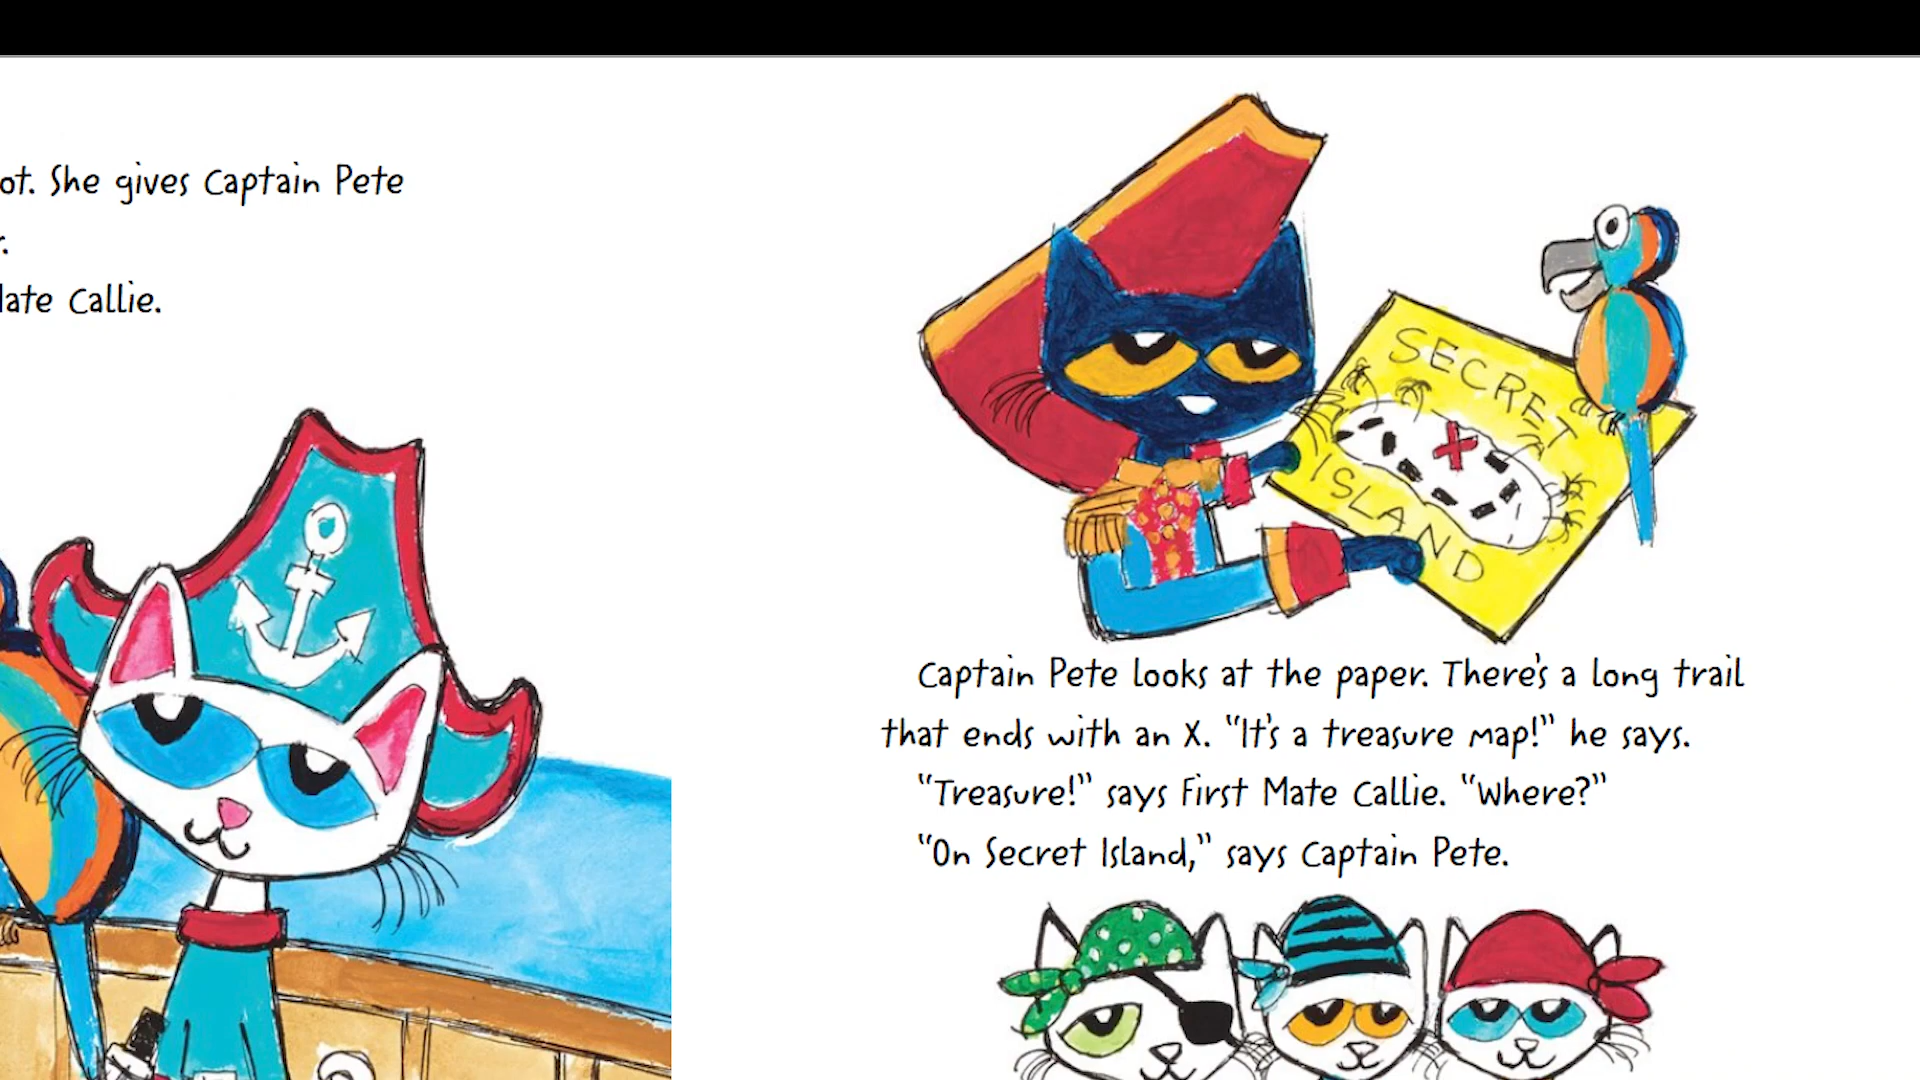 ot. She gives Captain Pete
r.
ate Callie.
SECRET
ISLAND
Captain Pete looks at the paper. There's a long trail
that ends with an X. “It's a treasure map!” he says.
“Treasure!” says First Mate Callie. “Where?”
“On Secret Island,” says Captain Pete.